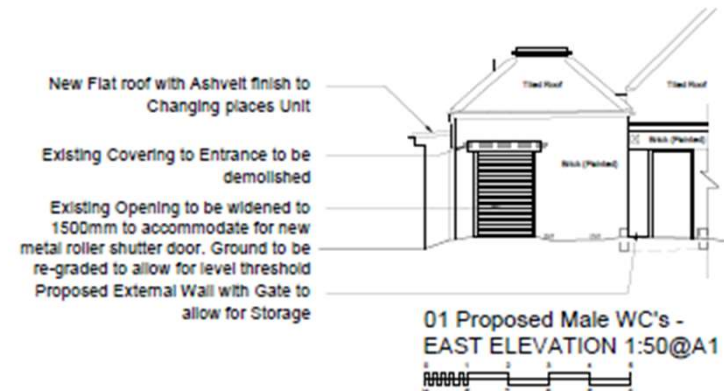 New Flat roof with Ashvelt finish to
Changing places Unit
Existing Covering to Entrance to be
demolished
Existing Opening to be widened to
1500mm to accommodate for new
metal roller shutter door. Ground to be
re-graded to allow for level threshold
Proposed External Wall with Gate to
allow for Storage
Tiled Roof
Tiled Roof
Brick (Painted)
Brick (Painted)
01 Proposed Male WC's -
EAST ELEVATION 1:50@A1